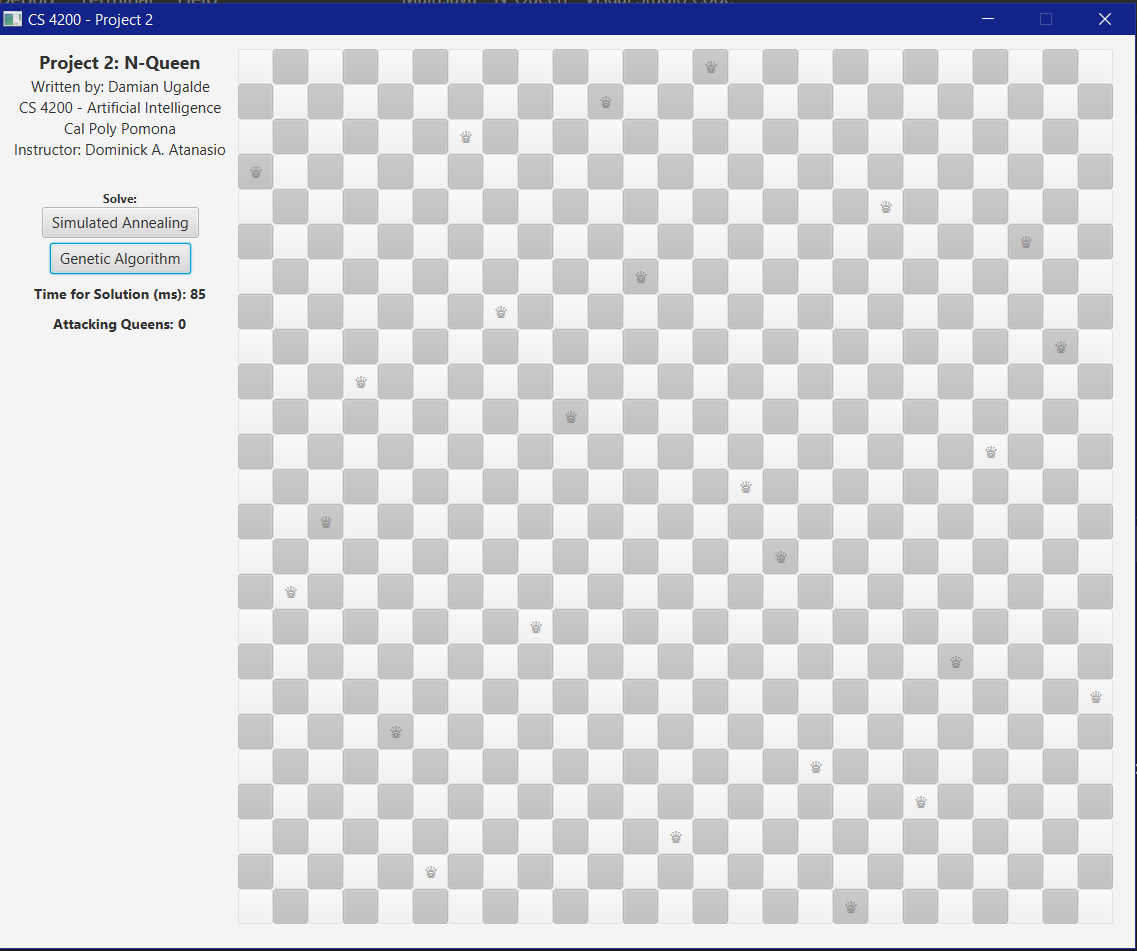 CS 4200 - Project 2
Project 2: N-Queen
Written by: Damian Ugalde
CS 4200 - Artificial Intelligence
Cal Poly Pomona
Instructor: Dominick A. Atanasio
Solve:
Simulated Annealing
Genetic Algorithm
Time for Solution (ms): 85
Attacking Queens: 0